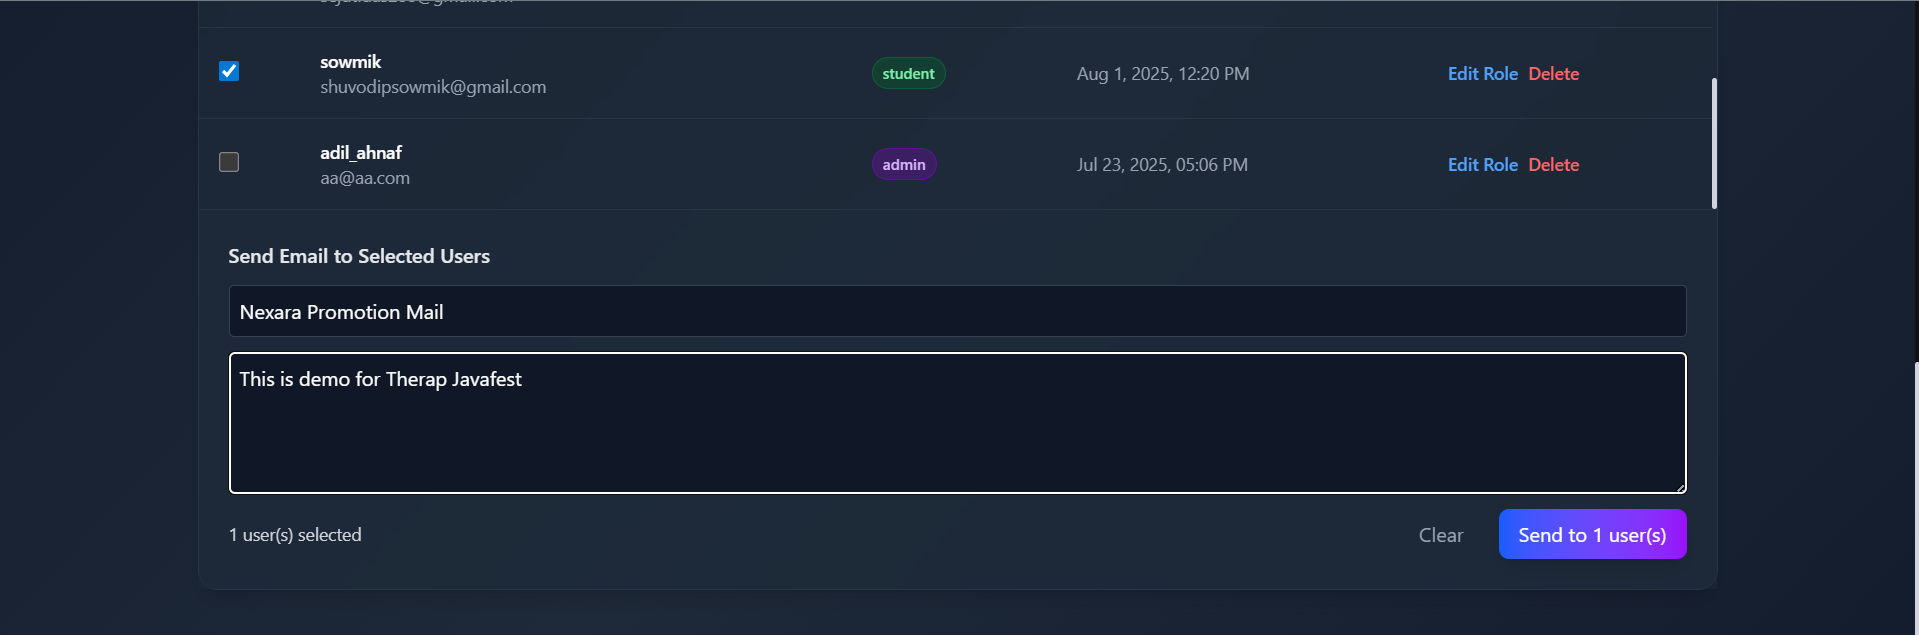 sowmik
shuvodipsowmik@gmail.com
student
Aug 1, 2025, 12:20 PM
Edit Role Delete
adil_ahnaf
aa@aa.com
admin
Jul 23, 2025, 05:06 PM
Edit Role Delete
Send Email to Selected Users
Nexara Promotion Mail
This is demo for Therap Javafest
1 user(s) selected
Clear
Send to 1 user(s)